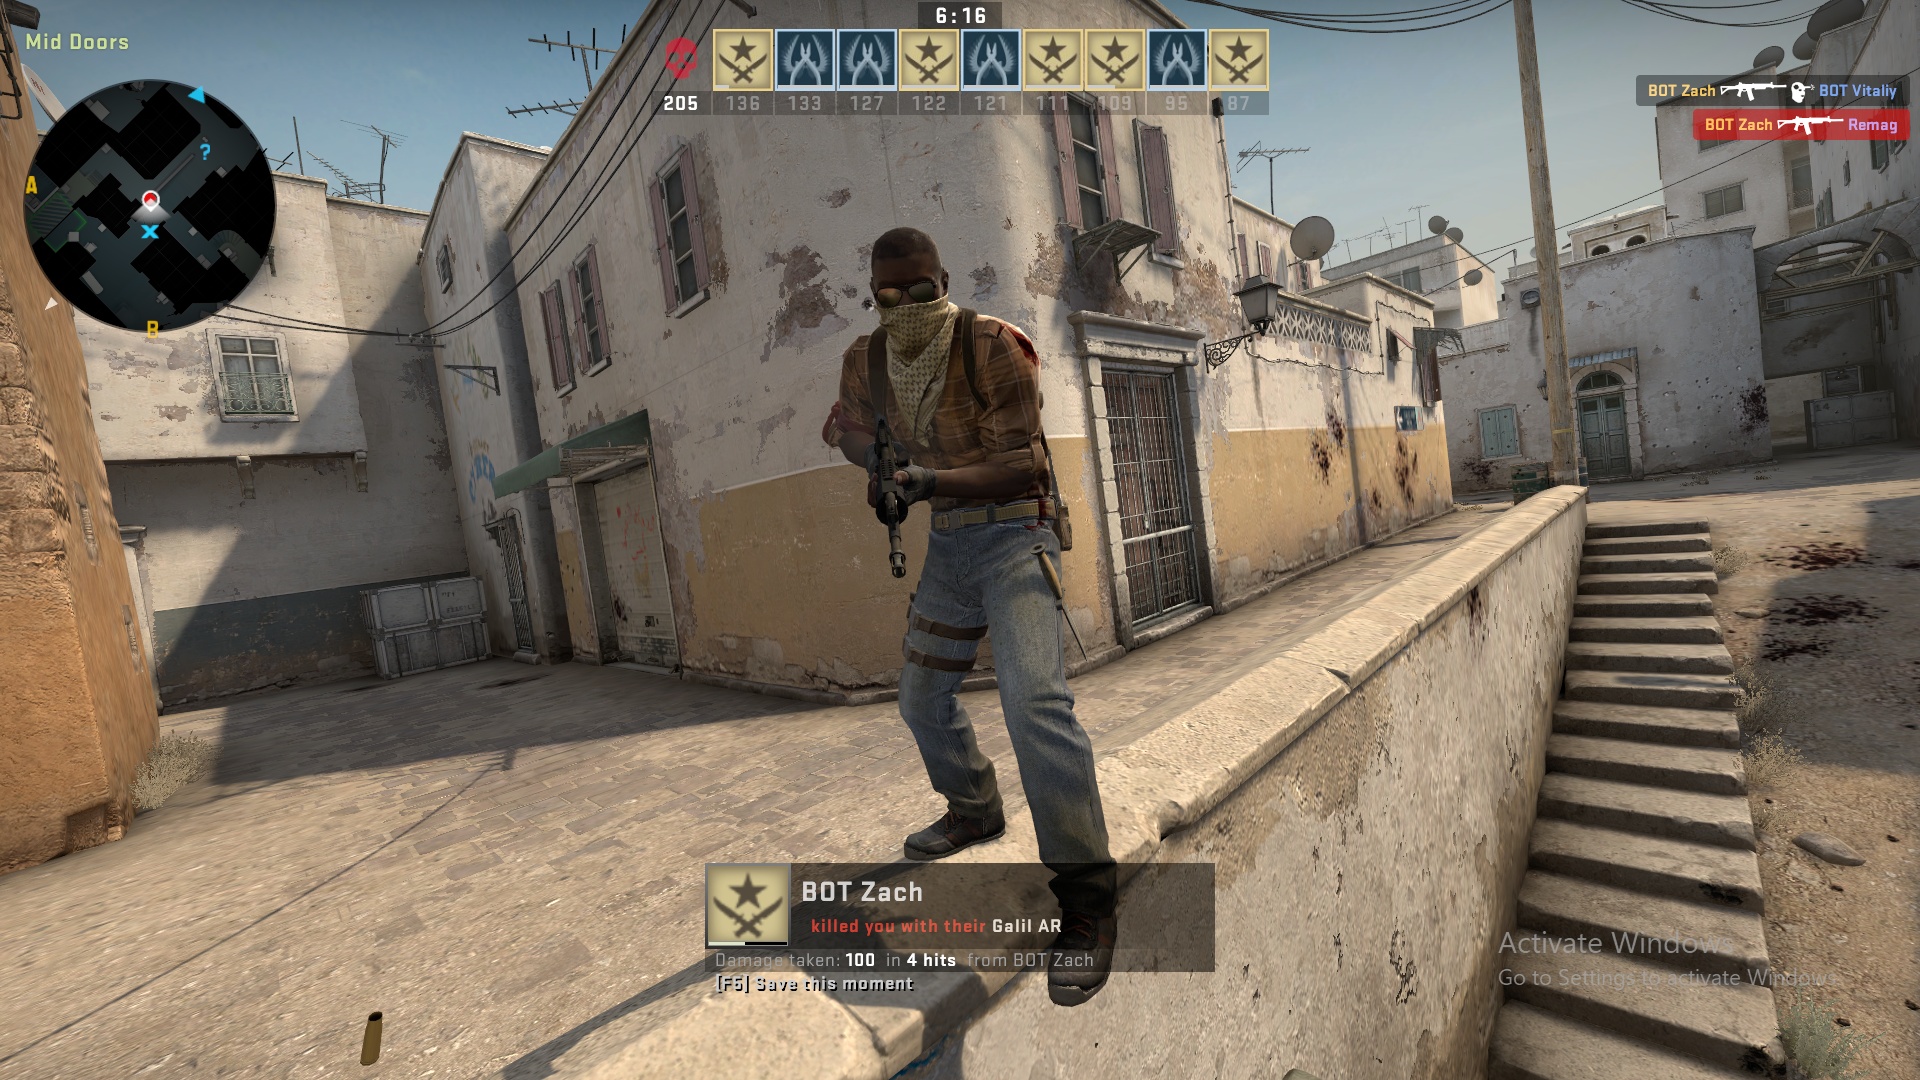 6:16
Mid Doors
205 136 133 127 122 121 111 109 95 87
BOT Zach BOT Vitaliy
BOT Zach Remag
?
A
B
BOT Zach
killed you with their Galil AR
Damage taken: 100 in 4 hits from BOT Zach
[F5] Save this moment
Activate Windows
Go to Settings to activate Windows.